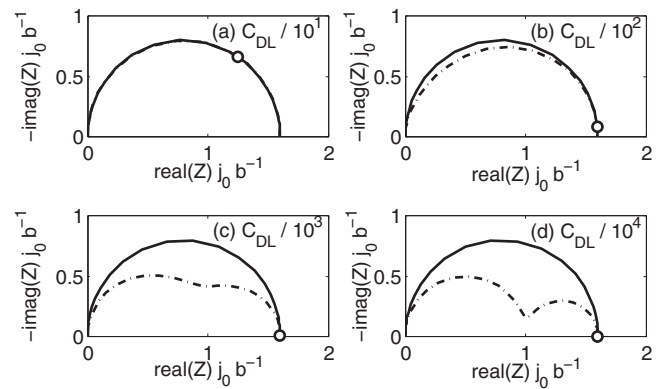 1
(a) C_DL / 10^1
0.5
0
0 1 2
-imag(Z) j_0 b^-1
real(Z) j_0 b^-1
1
(b) C_DL / 10^2
0.5
0
0 1 2
-imag(Z) j_0 b^-1
real(Z) j_0 b^-1
1
(c) C_DL / 10^3
0.5
0
0 1 2
-imag(Z) j_0 b^-1
real(Z) j_0 b^-1
1
(d) C_DL / 10^4
0.5
0
0 1 2
-imag(Z) j_0 b^-1
real(Z) j_0 b^-1